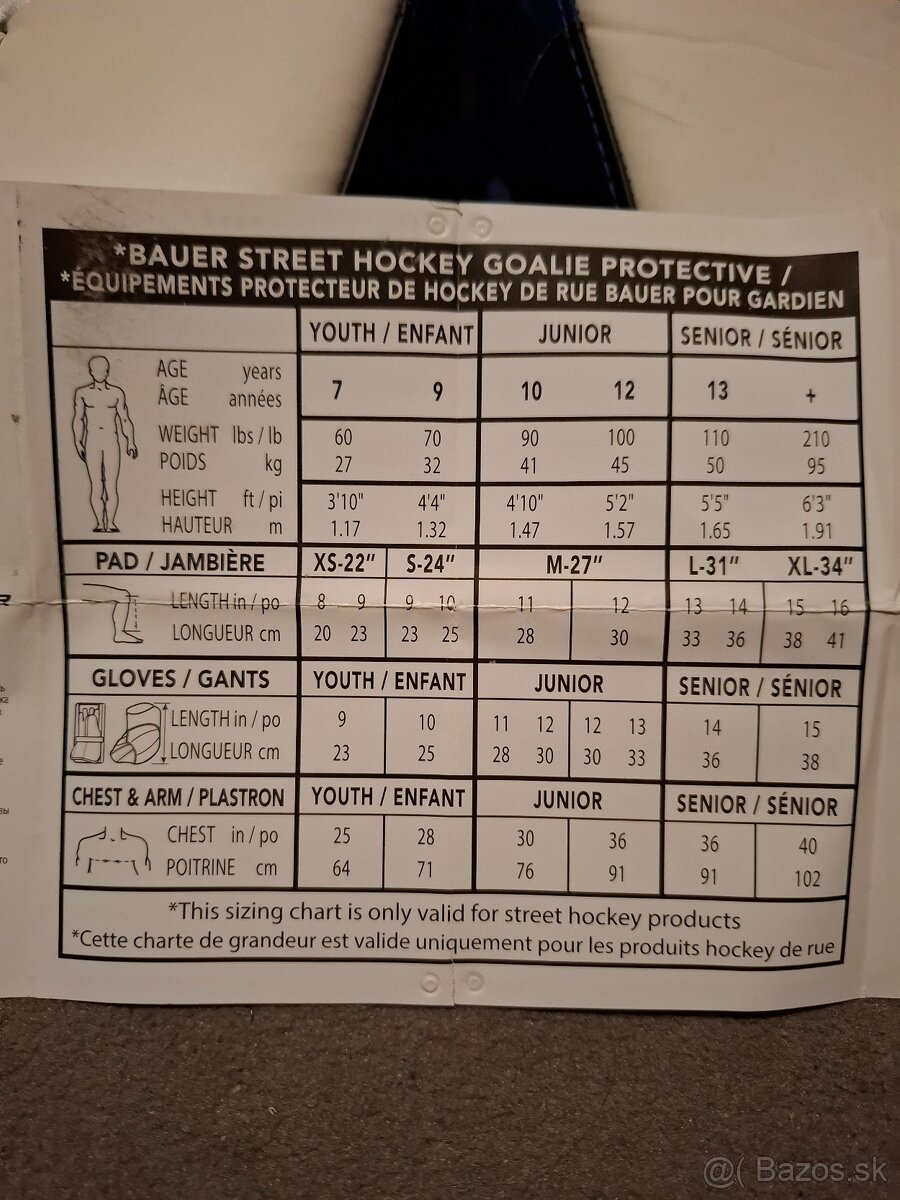 *BAUER STREET HOCKEY GOALIE PROTECTIVE /
*ÉQUIPEMENTS PROTECTEUR DE HOCKEY DE RUE BAUER POUR GARDIEN
YOUTH / ENFANT JUNIOR SENIOR / SÉNIOR
AGE years
ÂGE années
7 9 10 12 13 +
WEIGHT lbs / lb 60 70 90 100 110 210
POIDS kg 27 32 41 45 50 95
HEIGHT ft / pi 3'10" 4'4" 4'10" 5'2" 5'5" 6'3"
HAUTEUR m 1.17 1.32 1.47 1.57 1.65 1.91
PAD / JAMBIÈRE XS-22" S-24" M-27" L-31" XL-34"
LENGTH in / po 8 9 9 10 11 12 13 14 15 16
LONGUEUR cm 20 23 23 25 28 30 33 36 38 41
GLOVES / GANTS YOUTH / ENFANT JUNIOR SENIOR / SÉNIOR
LENGTH in / po 9 10 11 12 12 13 14 15
LONGUEUR cm 23 25 28 30 30 33 36 38
CHEST & ARM / PLASTRON YOUTH / ENFANT JUNIOR SENIOR / SÉNIOR
CHEST in / po 25 28 30 36 36 40
POITRINE cm 64 71 76 91 91 102
*This sizing chart is only valid for street hockey products
*Cette charte de grandeur est valide uniquement pour les produits hockey de rue
@( Bazos.sk